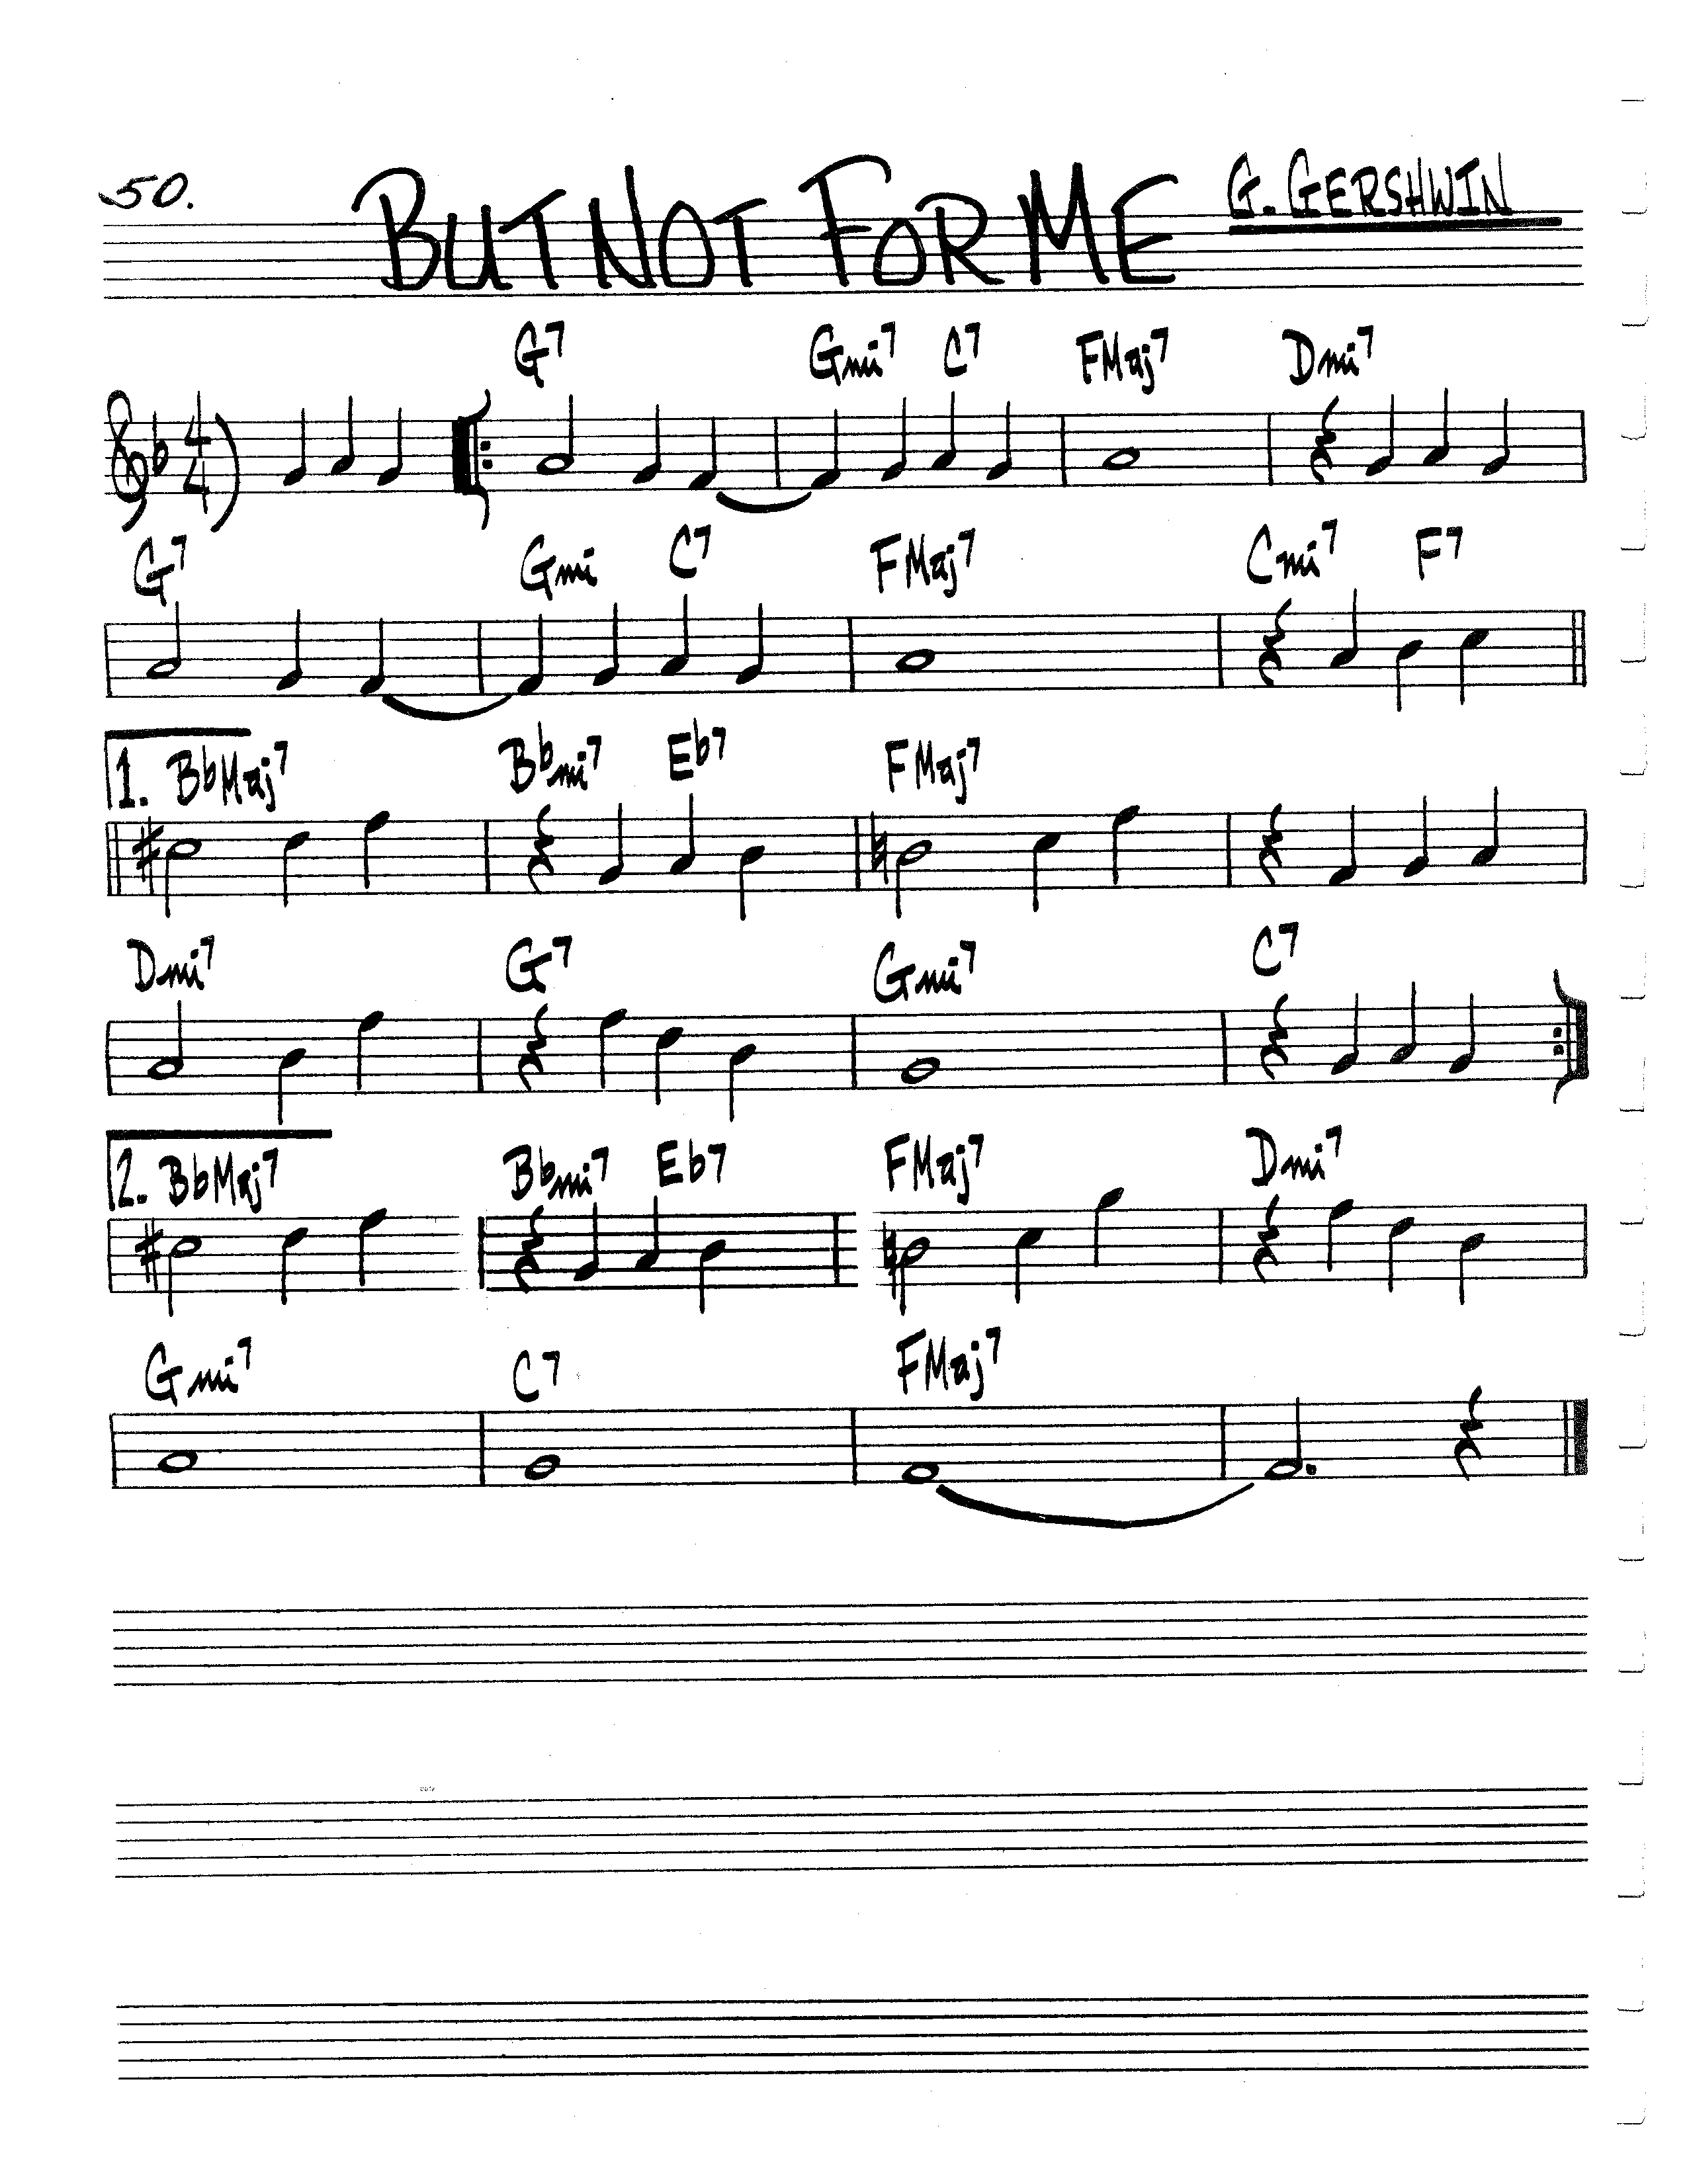 50. BUT NOT FOR ME G. GERSHWIN
G7 Gmi7 C7 FMaj7 Dmi7
4
4
G7 Gmi C7 FMaj7 Cmi7 F7
1. BbMaj7 Bbmi7 Eb7 FMaj7
Dmi7 G7 Gmi7 C7
2. BbMaj7 Bbmi7 Eb7 FMaj7 Dmi7
Gmi7 C7 FMaj7